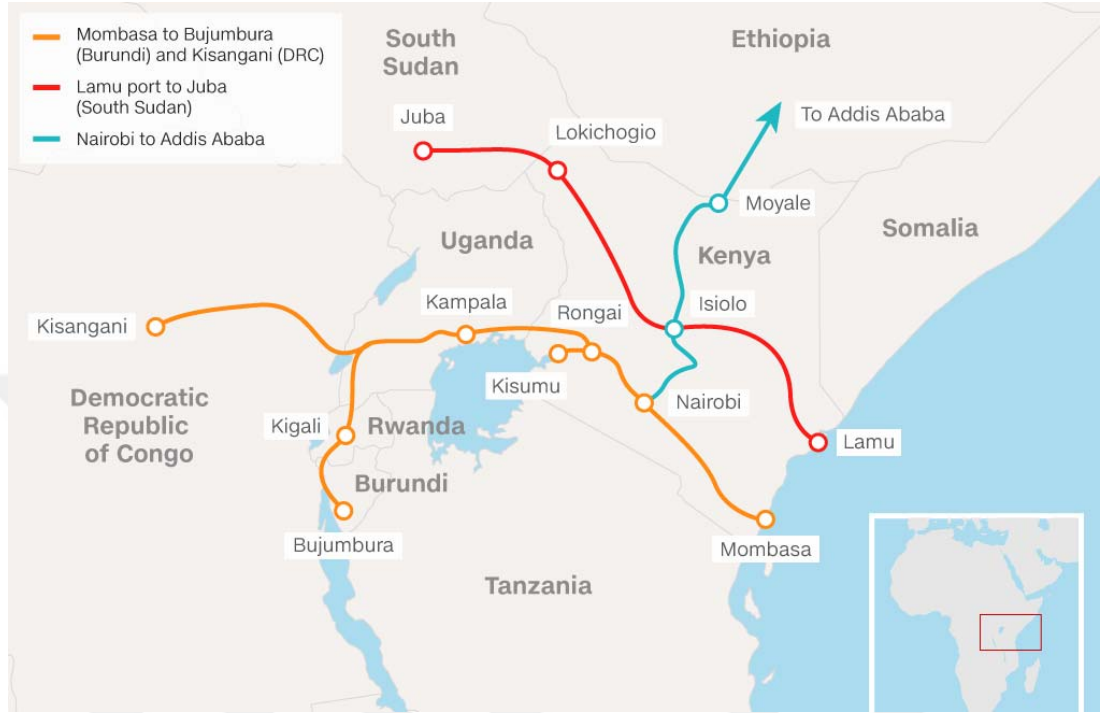 Mombasa to Bujumbura
(Burundi) and Kisangani (DRC)
Lamu port to Juba
(South Sudan)
Nairobi to Addis Ababa
South
Sudan
Ethiopia
Juba
Lokichogio
To Addis Ababa
Moyale
Somalia
Uganda
Kenya
Kampala
Rongai
Isiolo
Kisangani
Kisumu
Nairobi
Democratic
Republic
of Congo
Kigali
Rwanda
Lamu
Burundi
Bujumbura
Mombasa
Tanzania